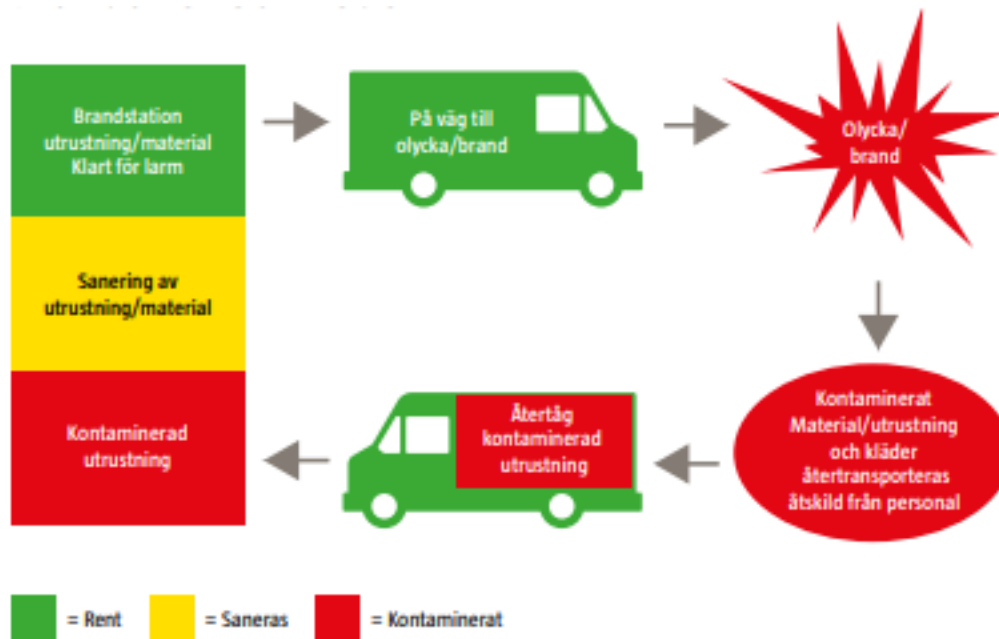 Brandstation
utrustning/material
Klart för larm
På väg till
olycka/brand
Olycka/
brand
Sanering av
utrustning/material
Kontaminerad
utrustning
Återtåg
kontaminerad
utrustning
Kontaminerat
Material/utrustning
och kläder
återtransporteras
åtskild från personal
= Rent
= Saneras
= Kontaminerat